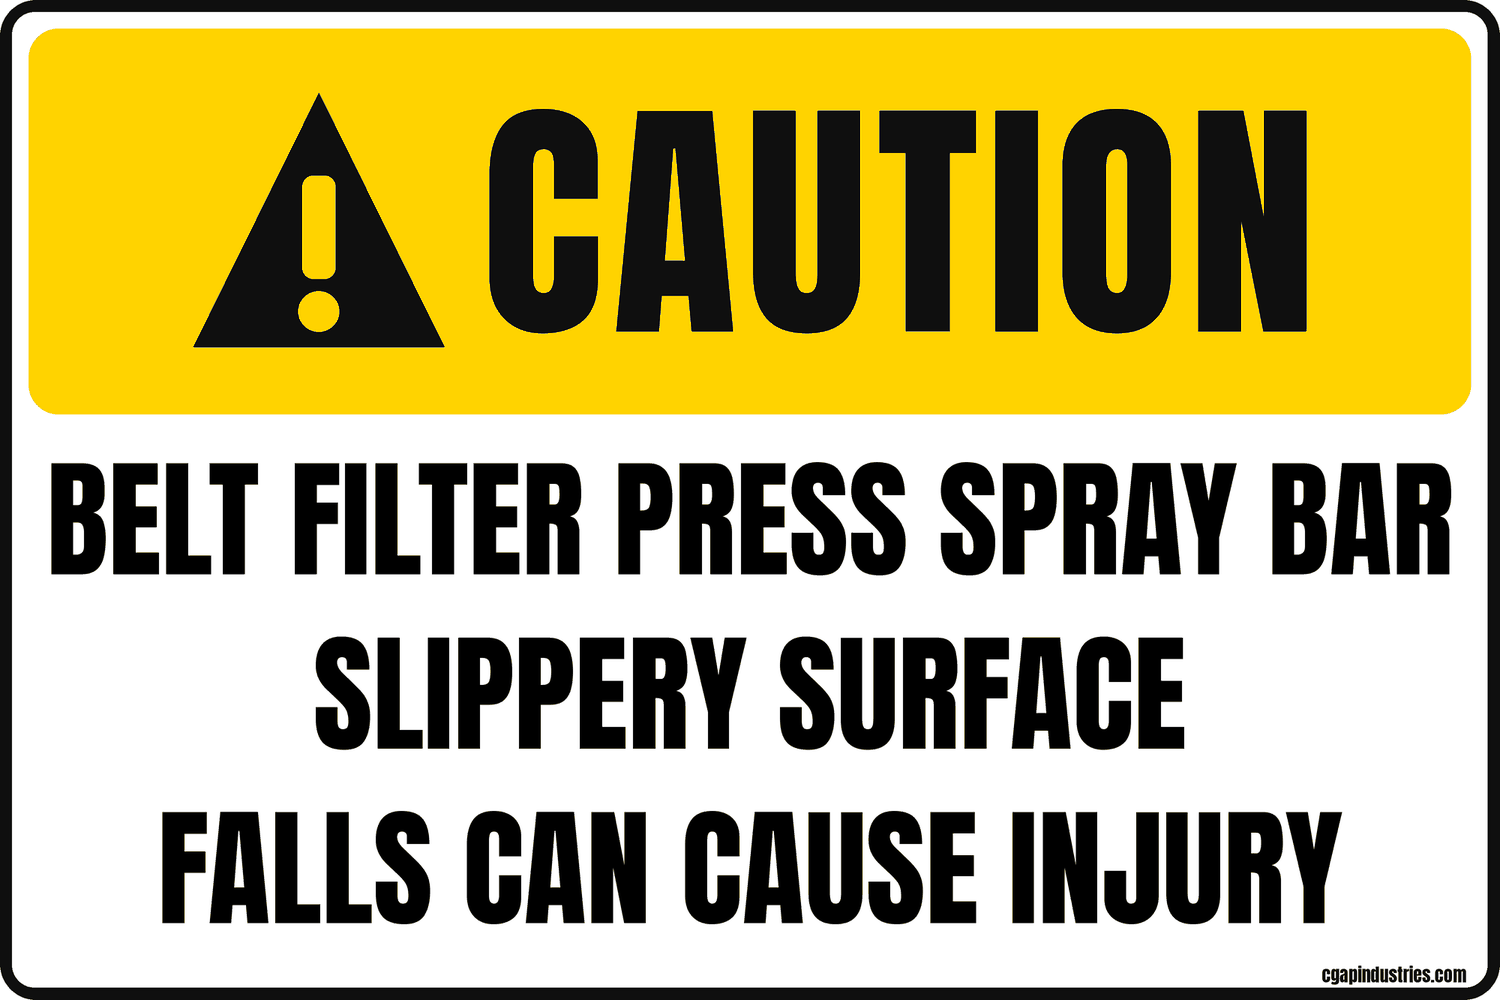 CAUTION
BELT FILTER PRESS SPRAY BAR
SLIPPERY SURFACE
FALLS CAN CAUSE INJURY
cgapindustries.com